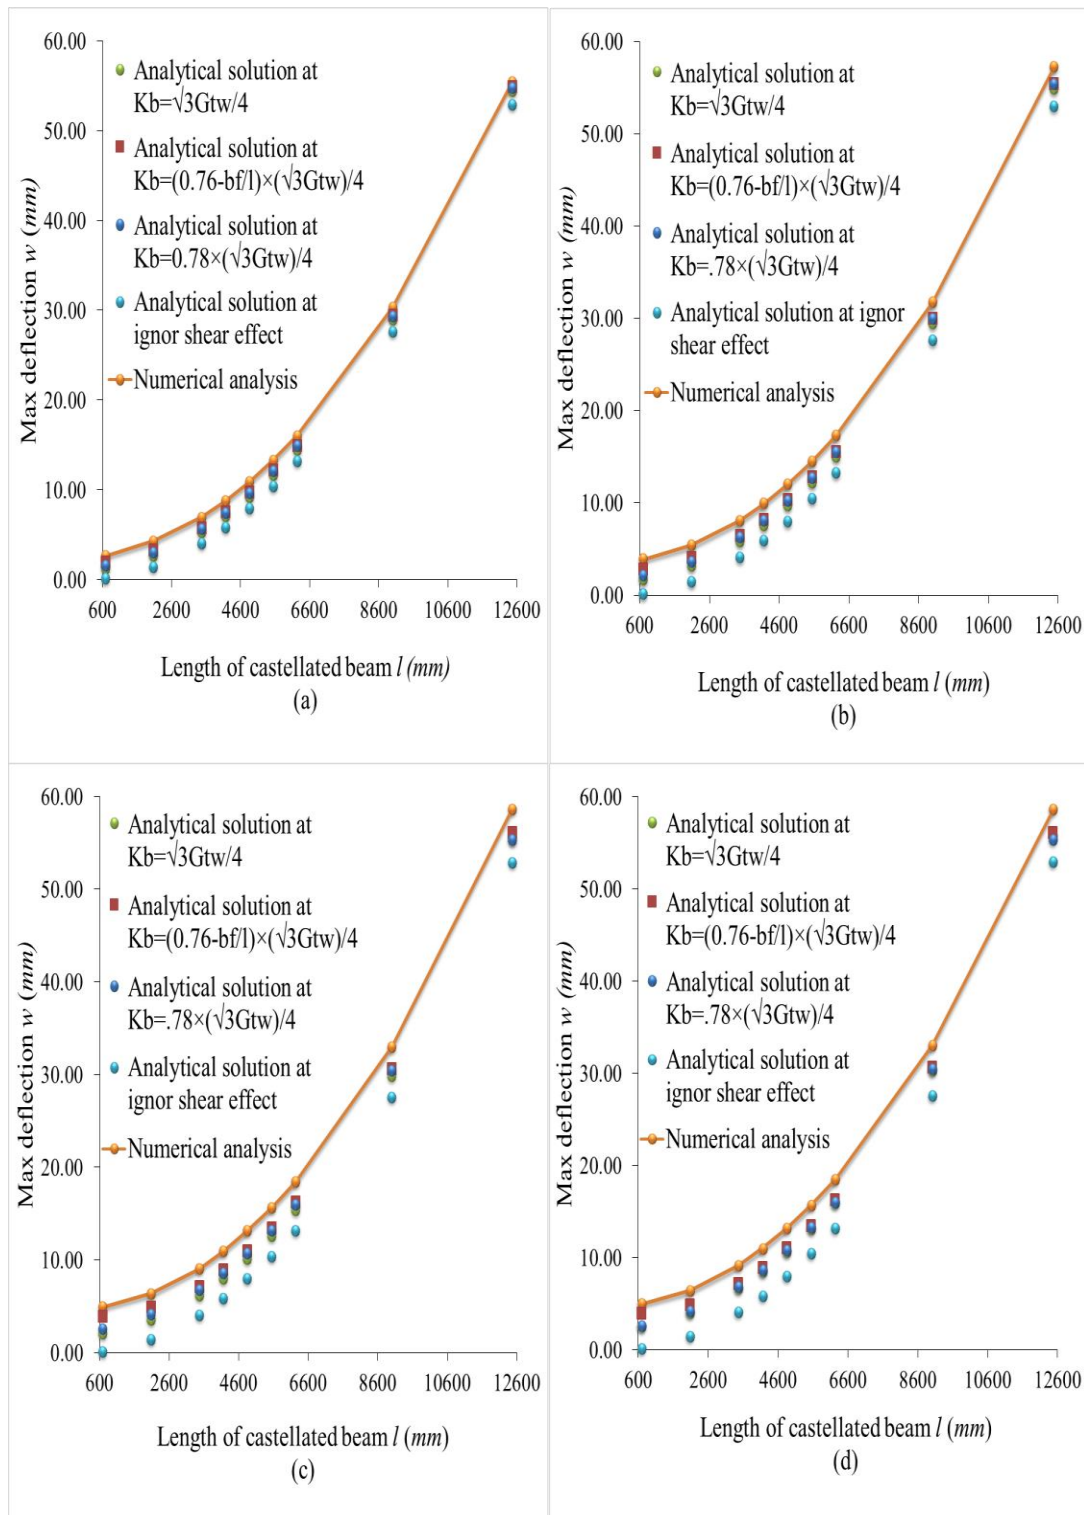 60.00
50.00
40.00
30.00
20.00
10.00
0.00
Max deflection w (mm)
Analytical solution at
Kb=√3Gtw/4
Analytical solution at
Kb=(0.76-bf/l)×(√3Gtw)/4
Analytical solution at
Kb=0.78×(√3Gtw)/4
Analytical solution at
ignor shear effect
Numerical analysis
600 2600 4600 6600 8600 10600 12600
Length of castellated beam l (mm)
(a)
60.00
50.00
40.00
30.00
20.00
10.00
0.00
Max deflection w (mm)
Analytical solution at
Kb=√3Gtw/4
Analytical solution at
Kb=(0.76-bf/l)×(√3Gtw)/4
Analytical solution at
Kb=.78×(√3Gtw)/4
Analytical solution at ignor
shear effect
Numerical analysis
600 2600 4600 6600 8600 10600 12600
Length of castellated beam l (mm)
(b)
60.00
50.00
40.00
30.00
20.00
10.00
0.00
Max deflection w (mm)
Analytical solution at
Kb=√3Gtw/4
Analytical solution at
Kb=(0.76-bf/l)×(√3Gtw)/4
Analytical solution at
Kb=.78×(√3Gtw)/4
Analytical solution at
ignor shear effect
Numerical analysis
600 2600 4600 6600 8600 10600 12600
Length of castellated beam l (mm)
(c)
60.00
50.00
40.00
30.00
20.00
10.00
0.00
Max deflection w (mm)
Analytical solution at
Kb=√3Gtw/4
Analytical solution at
Kb=(0.76-bf/l)×(√3Gtw)/4
Analytical solution at
Kb=.78×(√3Gtw)/4
Analytical solution at
ignor shear effect
Numerical analysis
600 2600 4600 6600 8600 10600 12600
Length of castellated beam l (mm)
(d)